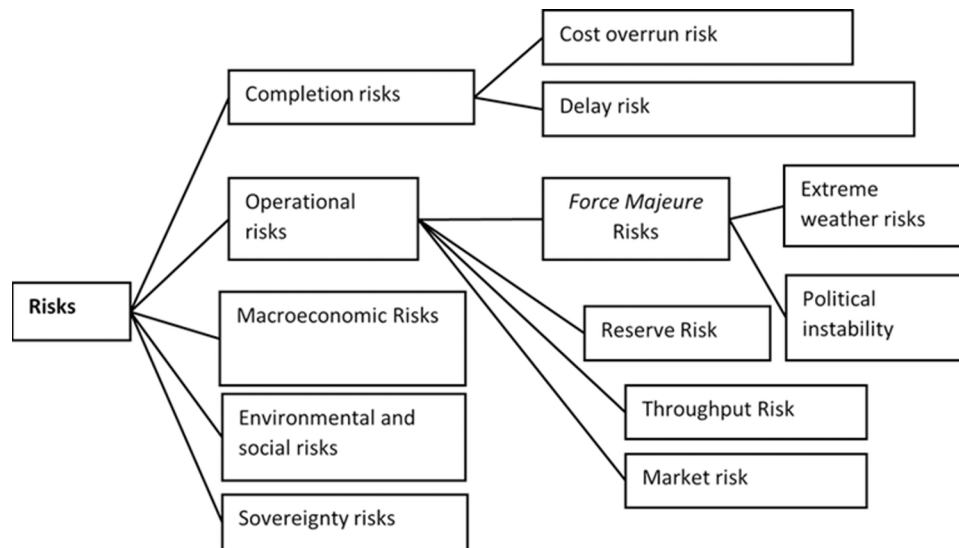 Cost overrun risk
Completion risks
Delay risk
Operational
risks
Force Majeure
Risks
Extreme
weather risks
Risks
Macroeconomic Risks
Reserve Risk
Political
instability
Environmental and
social risks
Throughput Risk
Market risk
Sovereignty risks